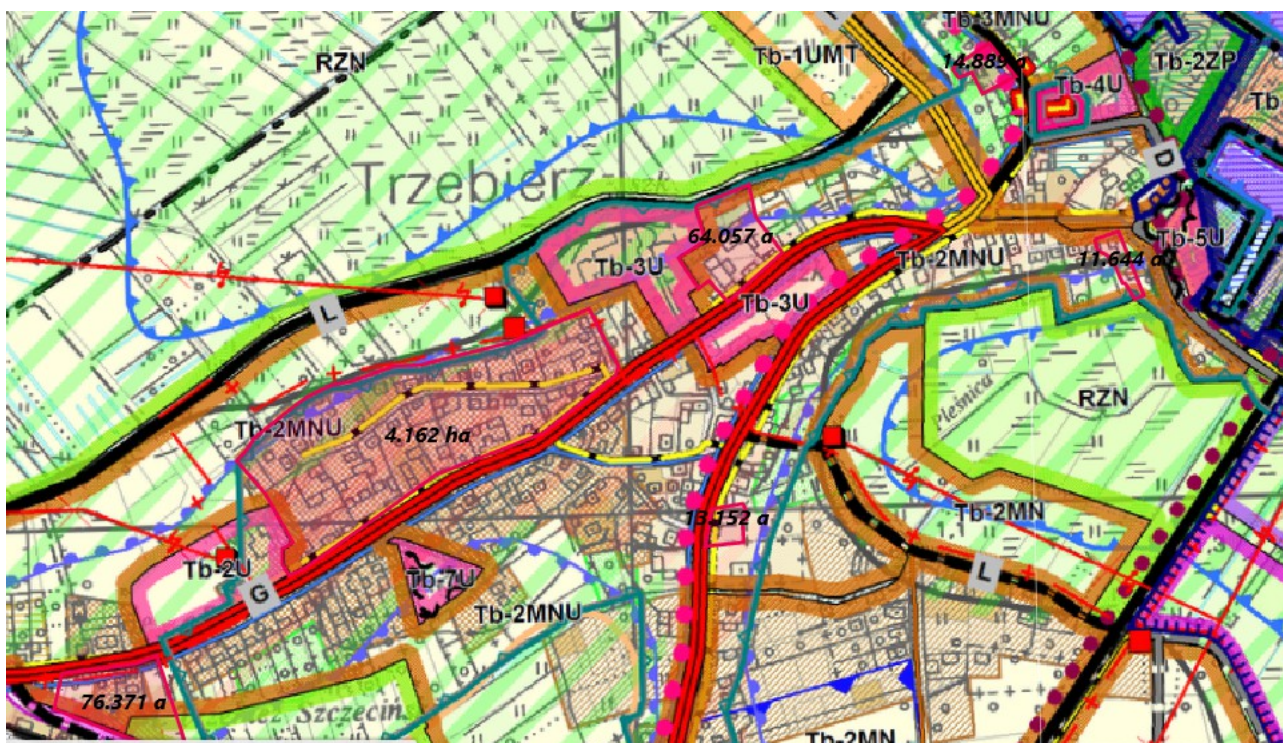 Tb-3MNU
RZN
Tb-1UMT
14.889 a
Tb-2ZP
Tb-4U
Tb
D
Trzebież
64.057 a
Tb-5U
Tb-3U
11.644 a
Tb-2MNU
Tb-3U
L
RZN
Pleśnica
Tb-2MNU
4.162 ha
13.152 a
Tb-2MN
Tb-2U
Tb-7U
L
G
Tb-2MNU
76.371 a
Szczecin.
Tb-2MN